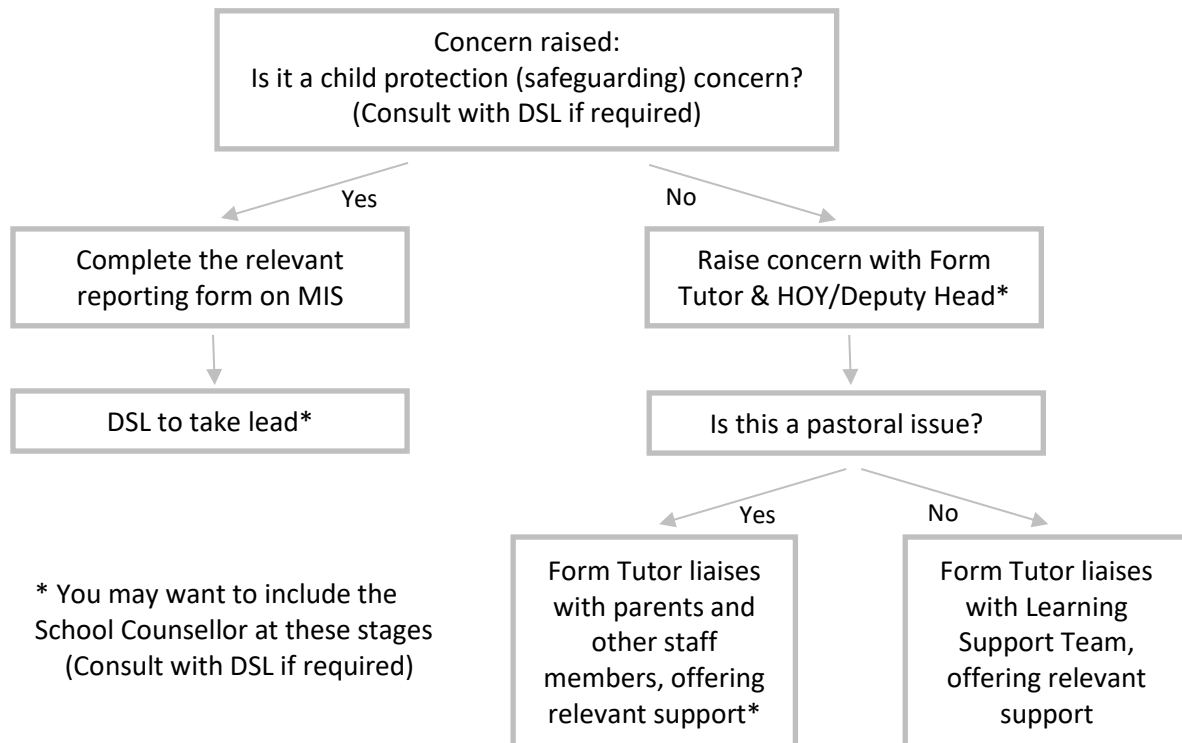 Concern raised:
Is it a child protection (safeguarding) concern?
(Consult with DSL if required)
Yes
No
Complete the relevant
reporting form on MIS
Raise concern with Form
Tutor & HOY/Deputy Head*
DSL to take lead*
Is this a pastoral issue?
Yes
No
* You may want to include the
School Counsellor at these stages
(Consult with DSL if required)
Form Tutor liaises
with parents and
other staff
members, offering
relevant support*
Form Tutor liaises
with Learning
Support Team,
offering relevant
support